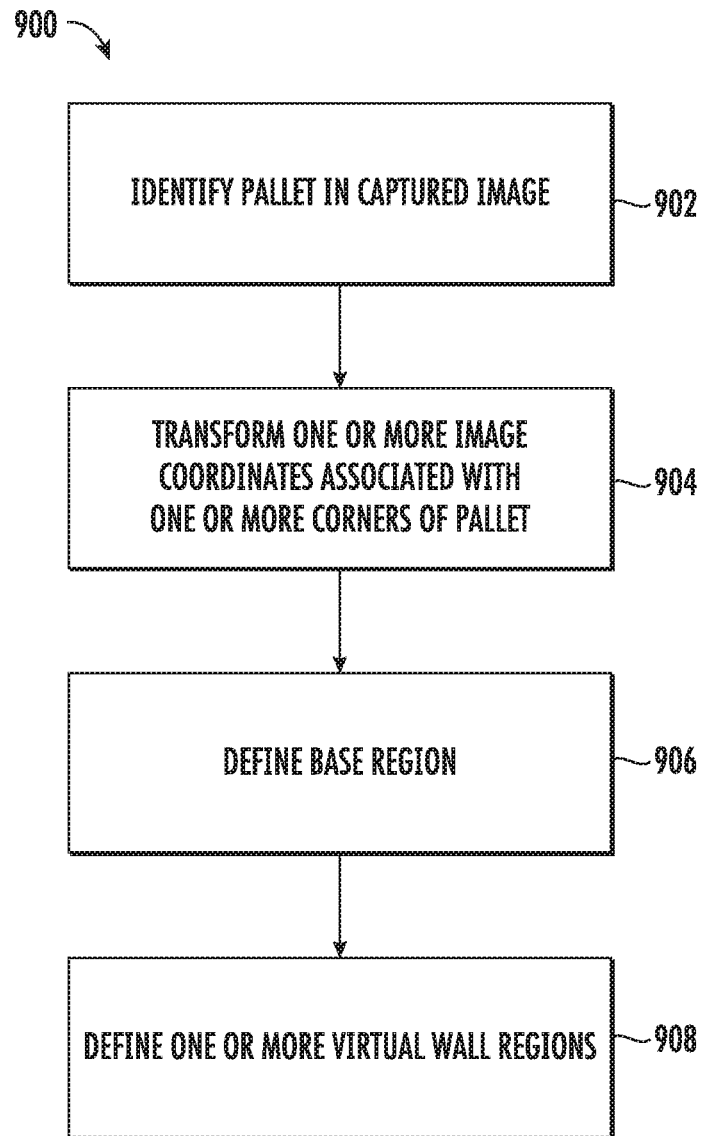 900
IDENTIFY PALLET IN CAPTURED IMAGE
902
TRANSFORM ONE OR MORE IMAGE
COORDINATES ASSOCIATED WITH
ONE OR MORE CORNERS OF PALLET
904
DEFINE BASE REGION
906
DEFINE ONE OR MORE VIRTUAL WALL REGIONS
908